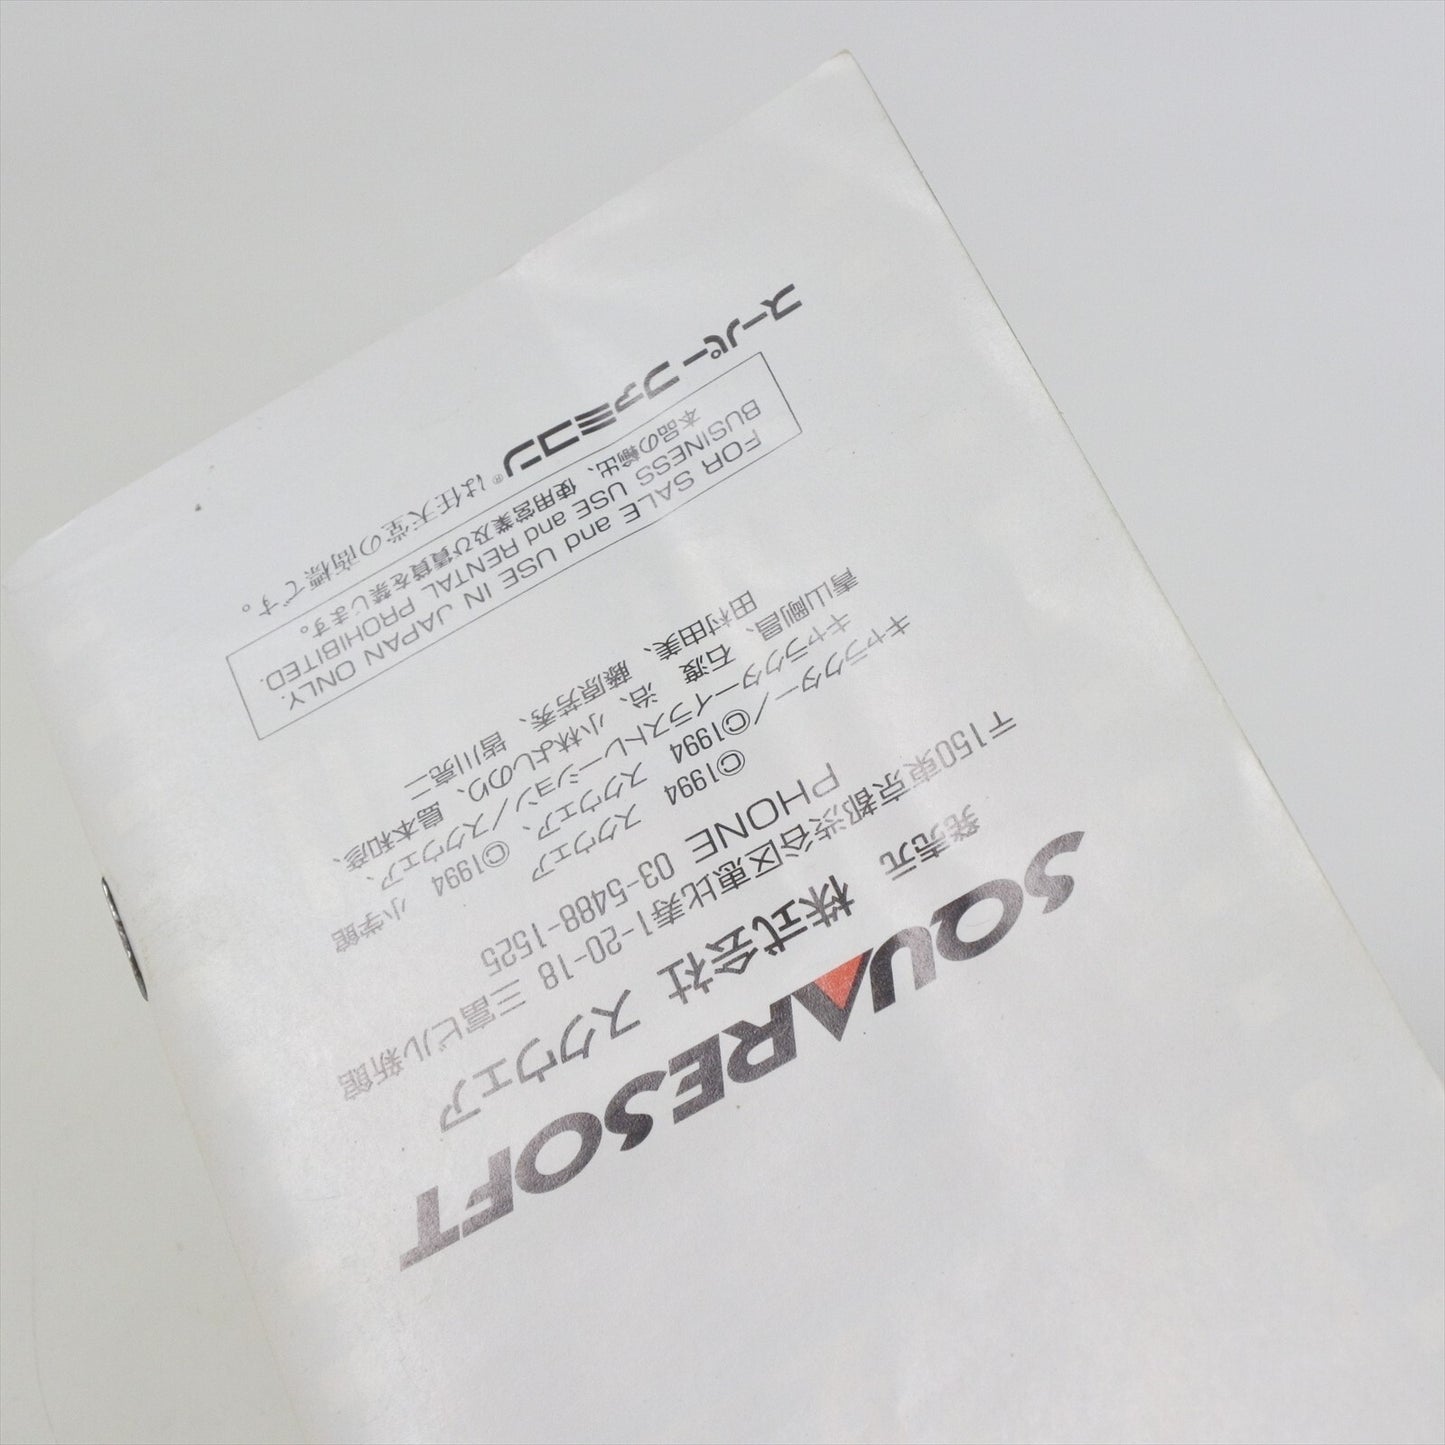 SQUARESOFT
発売元 株式会社 スクウェア
〒150東京都渋谷区恵比寿1-20-18 三富ビル新館
PHONE 03-5488-1525
©1994 スクウェア
キャラクター/©1994 スクウェア、©1994 小学館
キャラクターイラストレーション/スクウェア、
青山剛昌、石渡 治、小林よしのり、島本和彦、
田村由美、藤原芳秀、皆川亮二
FOR SALE and USE IN JAPAN ONLY.
BUSINESS USE and RENTAL PROHIBITED.
本品の輸出、使用営業及び賃貸を禁じます。
スーパーファミコン®は任天堂の商標です。